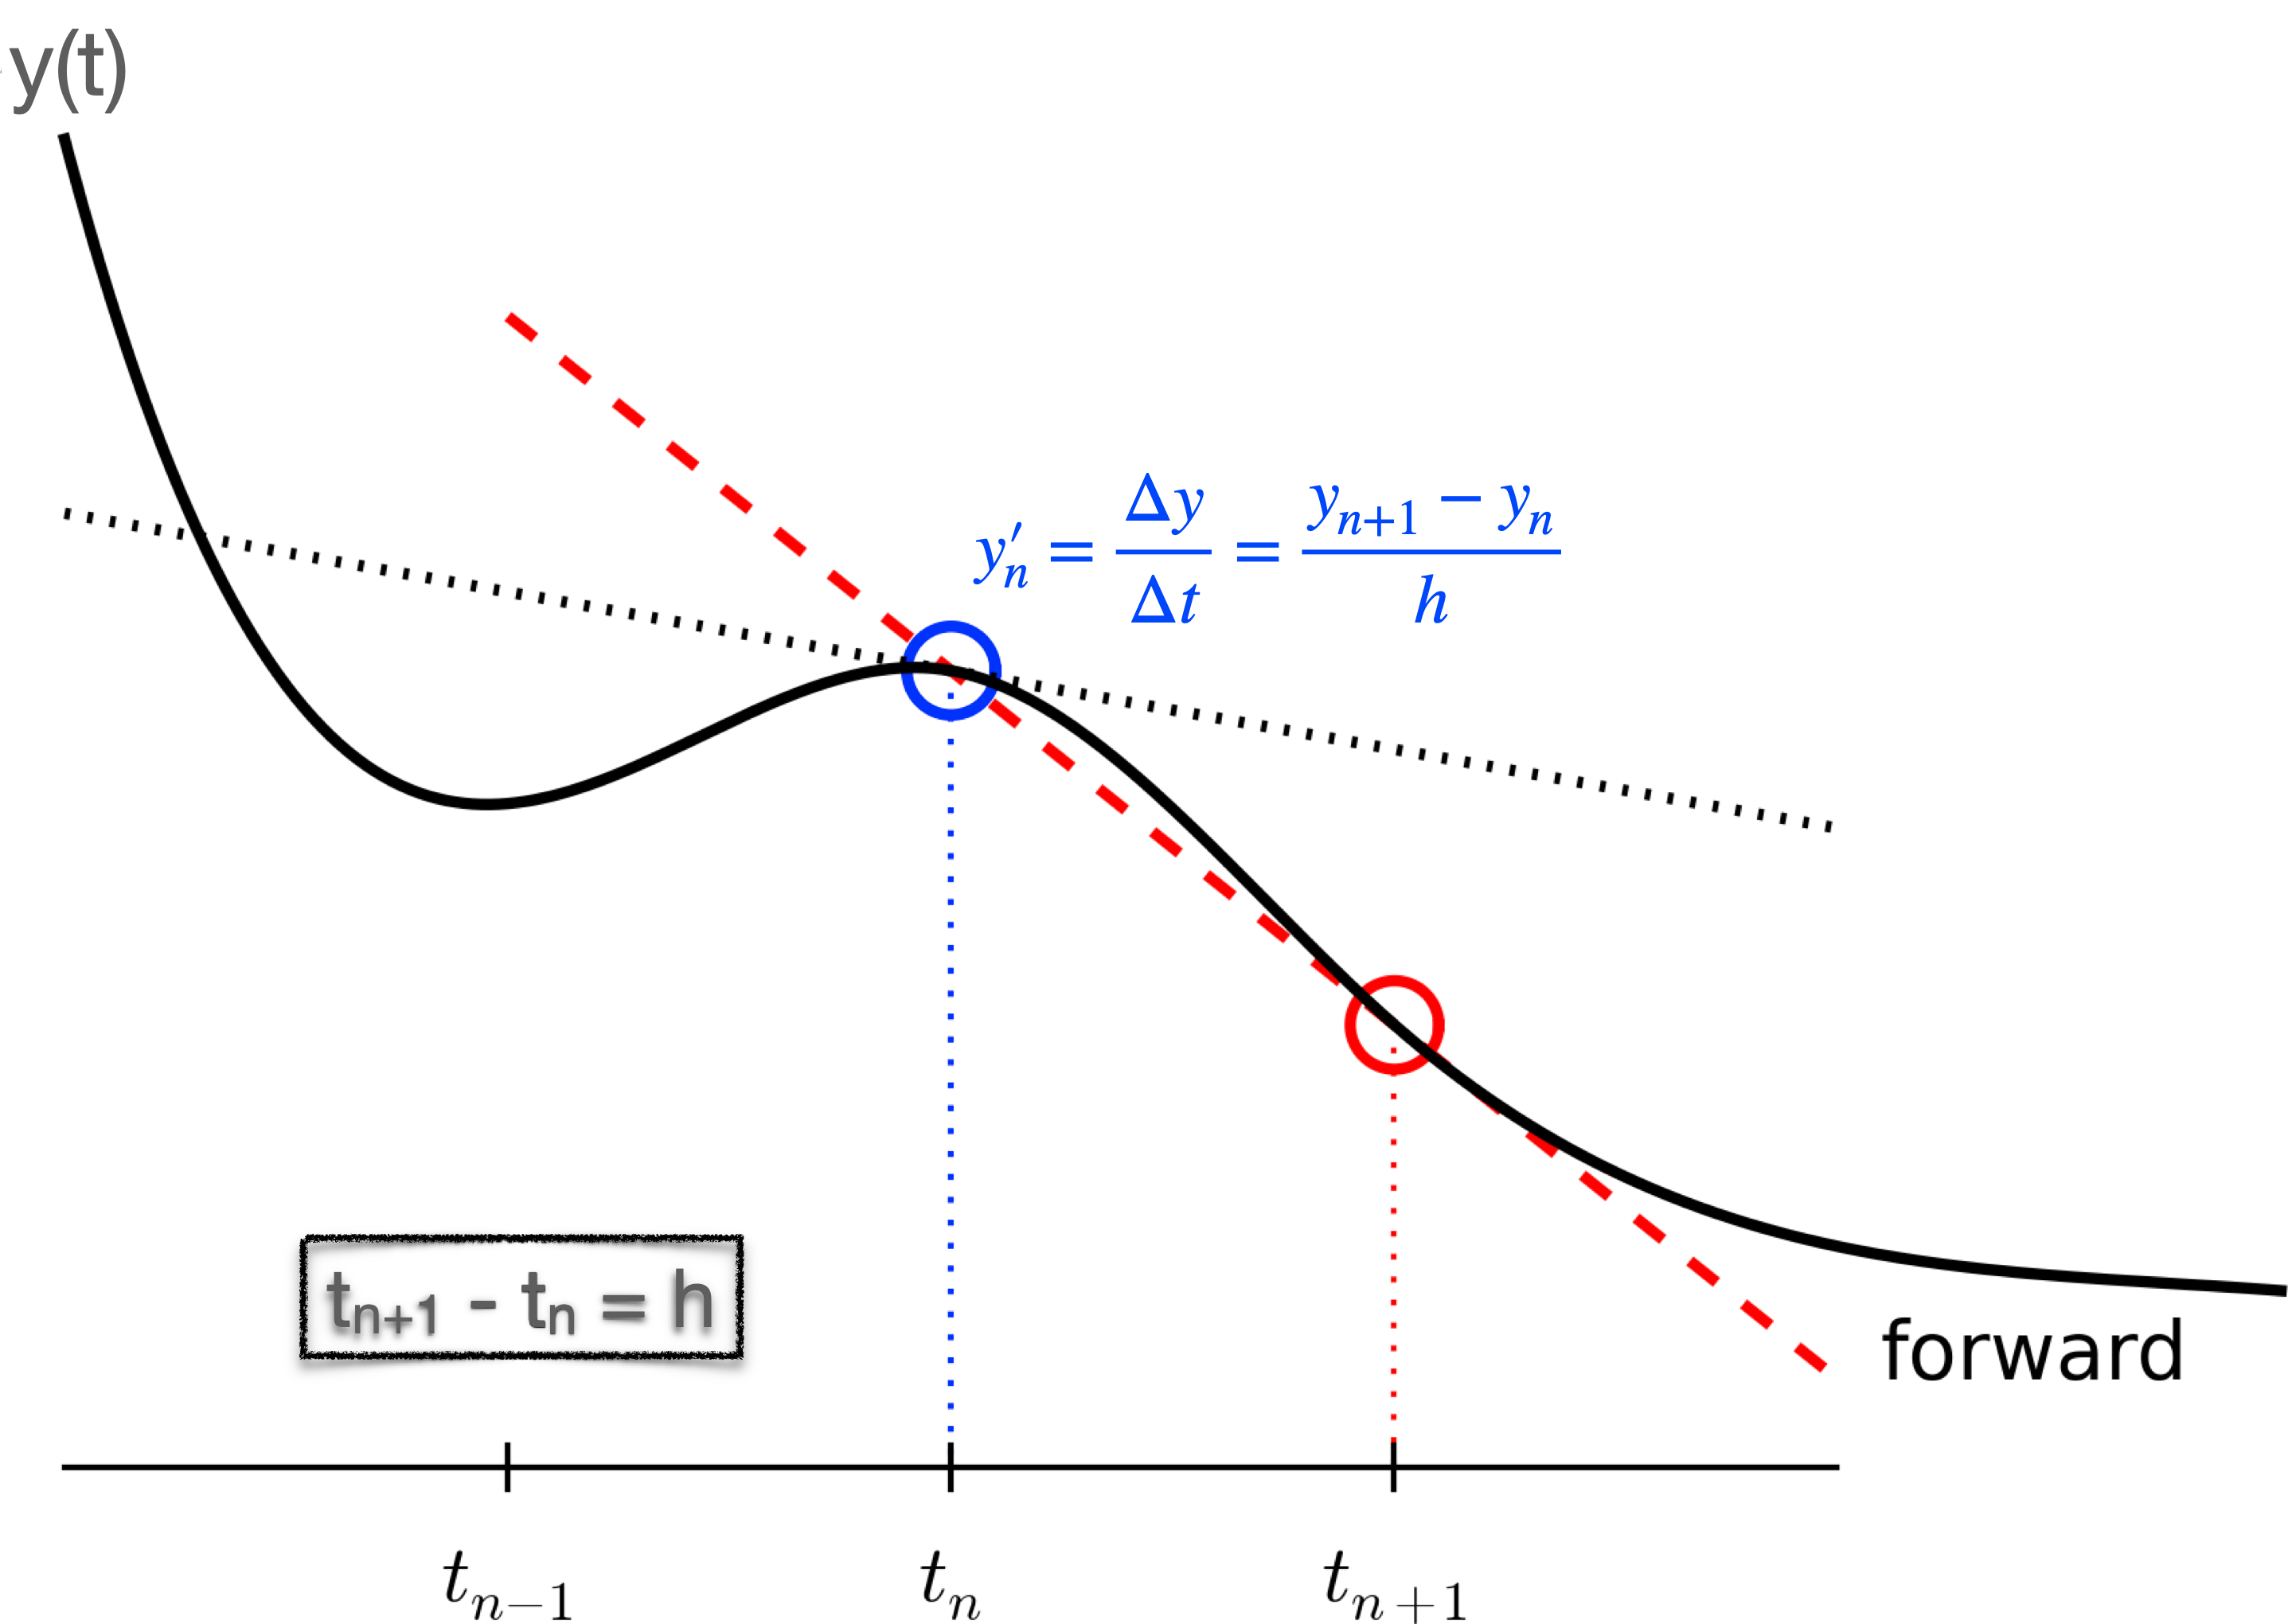 y(t)
y′ₙ = Δy/Δt = (yₙ₊₁ − yₙ)/h
tₙ₊₁ - tₙ = h
forward
tₙ₋₁ tₙ tₙ₊₁